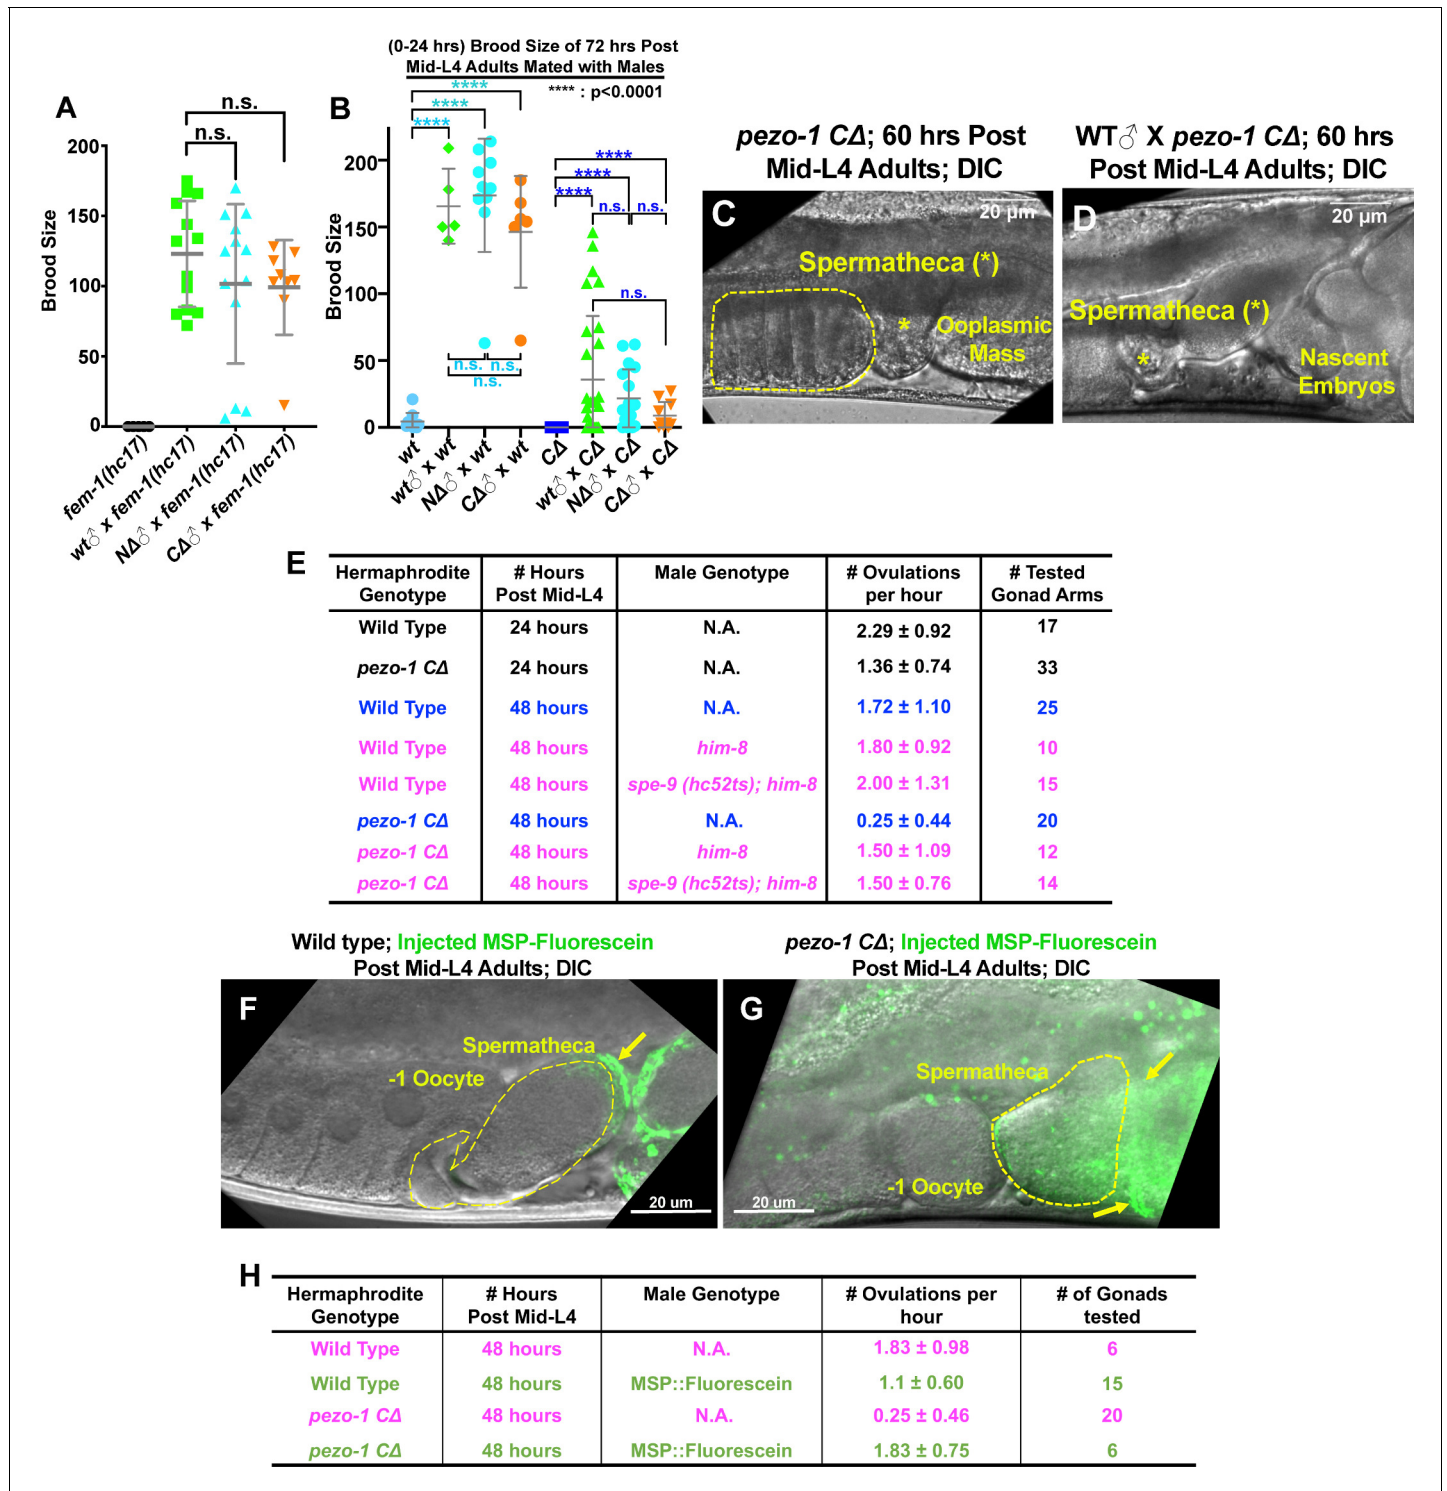 A
n.s.
n.s.
200
150
100
50
0
Brood Size
fem-1(hc17)
wt♂ x fem-1(hc17)
NΔ♂ x fem-1(hc17)
CΔ♂ x fem-1(hc17)
B
(0-24 hrs) Brood Size of 72 hrs Post
Mid-L4 Adults Mated with Males
**** : p<0.0001
****
****
****
****
****
****
n.s.
n.s.
n.s.
n.s.
n.s.
n.s.
200
150
100
50
0
Brood Size
wt
wt♂ x wt
NΔ♂ x wt
CΔ♂ x wt
CΔ
wt♂ x CΔ
NΔ♂ x CΔ
CΔ♂ x CΔ
pezo-1 CΔ; 60 hrs Post
Mid-L4 Adults; DIC
C
20 μm
Spermatheca (*)
*
Ooplasmic
Mass
WT♂ X pezo-1 CΔ; 60 hrs
Post Mid-L4 Adults; DIC
D
20 μm
Spermatheca (*)
*
Nascent
Embryos
E
Hermaphrodite Genotype # Hours Post Mid-L4 Male Genotype # Ovulations per hour # Tested Gonad Arms
Wild Type 24 hours N.A. 2.29 ± 0.92 17
pezo-1 CΔ 24 hours N.A. 1.36 ± 0.74 33
Wild Type 48 hours N.A. 1.72 ± 1.10 25
Wild Type 48 hours him-8 1.80 ± 0.92 10
Wild Type 48 hours spe-9 (hc52ts); him-8 2.00 ± 1.31 15
pezo-1 CΔ 48 hours N.A. 0.25 ± 0.44 20
pezo-1 CΔ 48 hours him-8 1.50 ± 1.09 12
pezo-1 CΔ 48 hours spe-9 (hc52ts); him-8 1.50 ± 0.76 14
Wild type; Injected MSP-Fluorescein
Post Mid-L4 Adults; DIC
F
Spermatheca
-1 Oocyte
20 um
pezo-1 CΔ; Injected MSP-Fluorescein
Post Mid-L4 Adults; DIC
G
Spermatheca
-1 Oocyte
20 um
H
Hermaphrodite Genotype # Hours Post Mid-L4 Male Genotype # Ovulations per hour # of Gonads tested
Wild Type 48 hours N.A. 1.83 ± 0.98 6
Wild Type 48 hours MSP::Fluorescein 1.1 ± 0.60 15
pezo-1 CΔ 48 hours N.A. 0.25 ± 0.46 20
pezo-1 CΔ 48 hours MSP::Fluorescein 1.83 ± 0.75 6